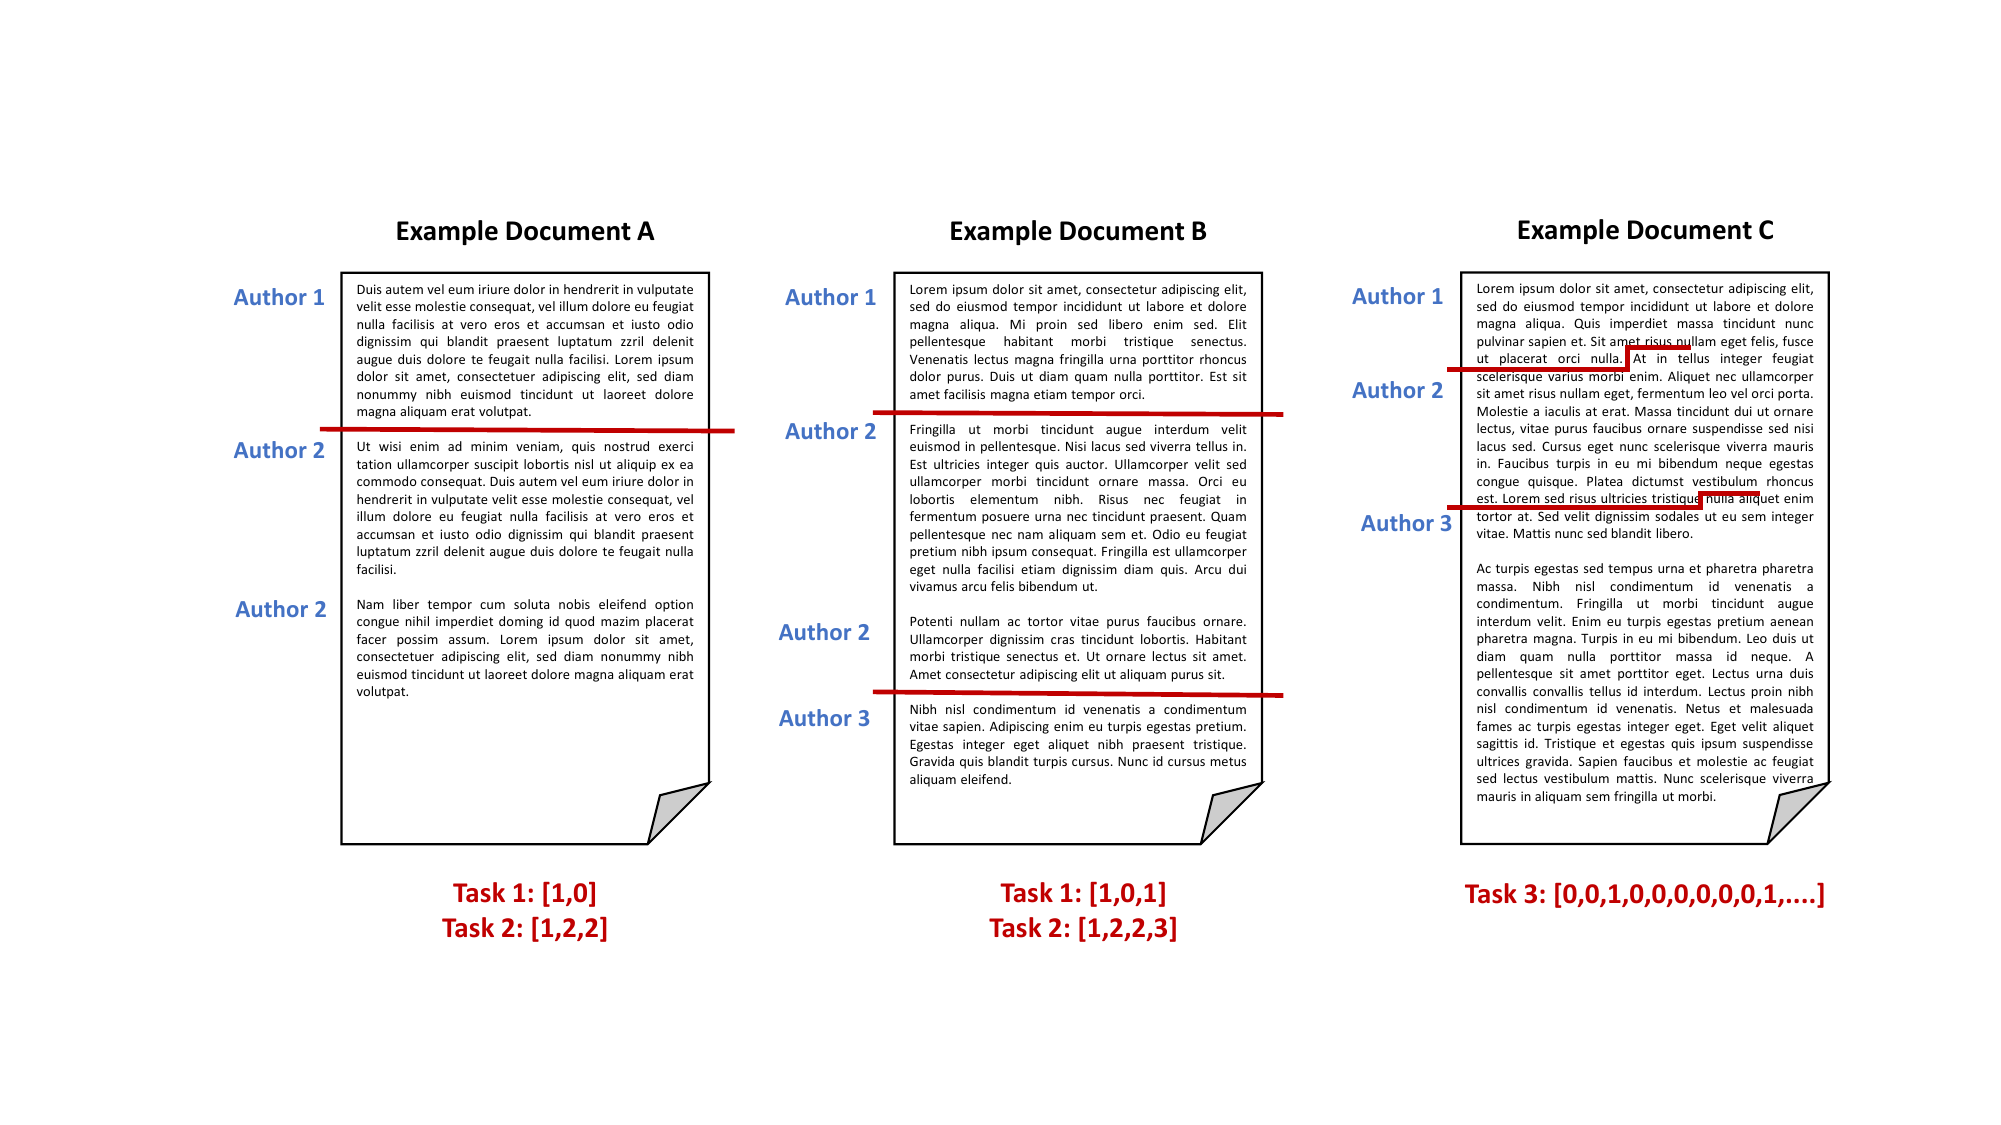 Example Document A
Author 1
Duis autem vel eum iriure dolor in hendrerit in vulputate
velit esse molestie consequat, vel illum dolore eu feugiat
nulla facilisis at vero eros et accumsan et iusto odio
dignissim qui blandit praesent luptatum zzril delenit
augue duis dolore te feugait nulla facilisi. Lorem ipsum
dolor sit amet, consectetuer adipiscing elit, sed diam
nonummy nibh euismod tincidunt ut laoreet dolore
magna aliquam erat volutpat.
Author 2
Ut wisi enim ad minim veniam, quis nostrud exerci
tation ullamcorper suscipit lobortis nisl ut aliquip ex ea
commodo consequat. Duis autem vel eum iriure dolor in
hendrerit in vulputate velit esse molestie consequat, vel
illum dolore eu feugiat nulla facilisis at vero eros et
accumsan et iusto odio dignissim qui blandit praesent
luptatum zzril delenit augue duis dolore te feugait nulla
facilisi.
Author 2
Nam liber tempor cum soluta nobis eleifend option
congue nihil imperdiet doming id quod mazim placerat
facer possim assum. Lorem ipsum dolor sit amet,
consectetuer adipiscing elit, sed diam nonummy nibh
euismod tincidunt ut laoreet dolore magna aliquam erat
volutpat.
Task 1: [1,0]
Task 2: [1,2,2]
Example Document B
Author 1
Lorem ipsum dolor sit amet, consectetur adipiscing elit,
sed do eiusmod tempor incididunt ut labore et dolore
magna aliqua. Mi proin sed libero enim sed. Elit
pellentesque habitant morbi tristique senectus.
Venenatis lectus magna fringilla urna porttitor rhoncus
dolor purus. Duis ut diam quam nulla porttitor. Est sit
amet facilisis magna etiam tempor orci.
Author 2
Fringilla ut morbi tincidunt augue interdum velit
euismod in pellentesque. Nisi lacus sed viverra tellus in.
Est ultricies integer quis auctor. Ullamcorper velit sed
ullamcorper morbi tincidunt ornare massa. Orci eu
lobortis elementum nibh. Risus nec feugiat in
fermentum posuere urna nec tincidunt praesent. Quam
pellentesque nec nam aliquam sem et. Odio eu feugiat
pretium nibh ipsum consequat. Fringilla est ullamcorper
eget nulla facilisi etiam dignissim diam quis. Arcu dui
vivamus arcu felis bibendum ut.
Author 2
Potenti nullam ac tortor vitae purus faucibus ornare.
Ullamcorper dignissim cras tincidunt lobortis. Habitant
morbi tristique senectus et. Ut ornare lectus sit amet.
Amet consectetur adipiscing elit ut aliquam purus sit.
Author 3
Nibh nisl condimentum id venenatis a condimentum
vitae sapien. Adipiscing enim eu turpis egestas pretium.
Egestas integer eget aliquet nibh praesent tristique.
Gravida quis blandit turpis cursus. Nunc id cursus metus
aliquam eleifend.
Task 1: [1,0,1]
Task 2: [1,2,2,3]
Example Document C
Author 1
Lorem ipsum dolor sit amet, consectetur adipiscing elit,
sed do eiusmod tempor incididunt ut labore et dolore
magna aliqua. Quis imperdiet massa tincidunt nunc
pulvinar sapien et. Sit amet risus nullam eget felis, fusce
ut placerat orci nulla. At in tellus integer feugiat
scelerisque varius morbi enim. Aliquet nec ullamcorper
Author 2
sit amet risus nullam eget, fermentum leo vel orci porta.
Molestie a iaculis at erat. Massa tincidunt dui ut ornare
lectus, vitae purus faucibus ornare suspendisse sed nisi
lacus sed. Cursus eget nunc scelerisque viverra mauris
in. Faucibus turpis in eu mi bibendum neque egestas
congue quisque. Platea dictumst vestibulum rhoncus
est. Lorem sed risus ultricies tristique nulla aliquet enim
Author 3
tortor at. Sed velit dignissim sodales ut eu sem integer
vitae. Mattis nunc sed blandit libero.
Ac turpis egestas sed tempus urna et pharetra pharetra
massa. Nibh nisl condimentum id venenatis a
condimentum. Fringilla ut morbi tincidunt augue
interdum velit. Enim eu turpis egestas pretium aenean
pharetra magna. Turpis in eu mi bibendum. Leo duis ut
diam quam nulla porttitor massa id neque. A
pellentesque sit amet porttitor eget. Lectus urna duis
convallis convallis tellus id interdum. Lectus proin nibh
nisl condimentum id venenatis. Netus et malesuada
fames ac turpis egestas integer eget. Eget velit aliquet
sagittis id. Tristique et egestas quis ipsum suspendisse
ultrices gravida. Sapien faucibus et molestie ac feugiat
sed lectus vestibulum mattis. Nunc scelerisque viverra
mauris in aliquam sem fringilla ut morbi.
Task 3: [0,0,1,0,0,0,0,0,0,1,....]